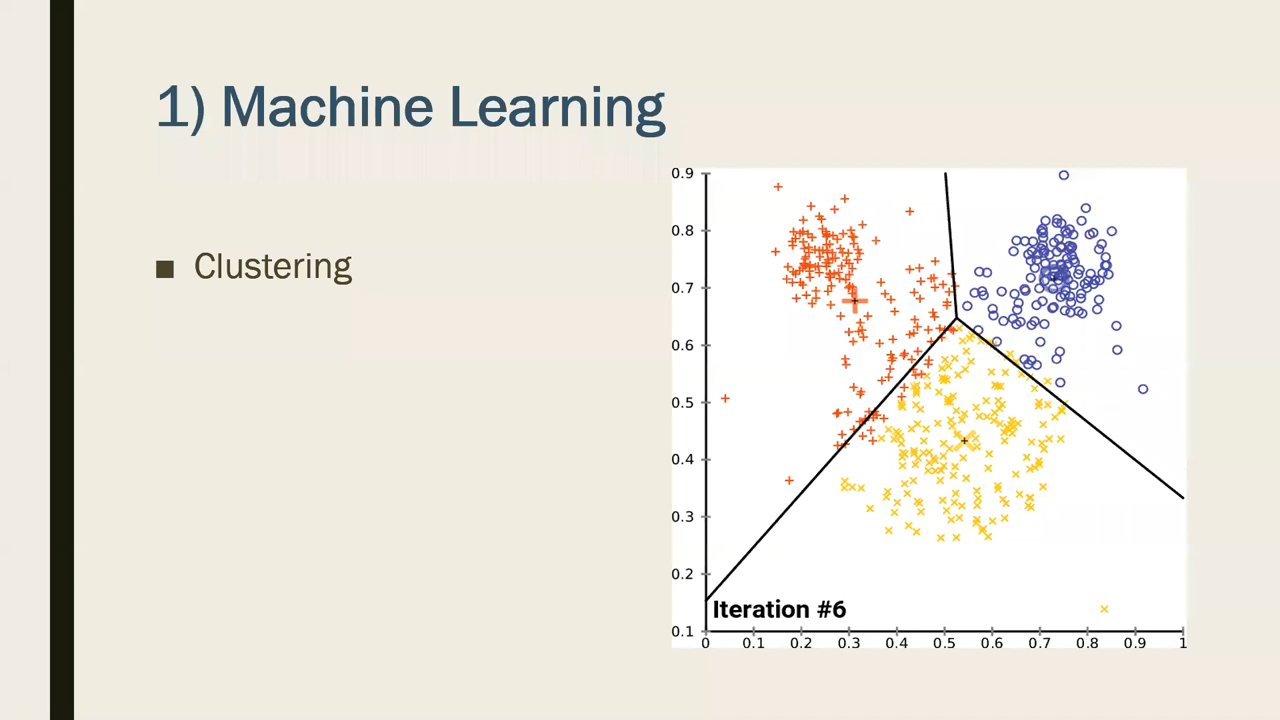 1) Machine Learning
■ Clustering
0.9
0.8
0.7
0.6
0.5
0.4
0.3
0.2
0.1
Iteration #6
0 0.1 0.2 0.3 0.4 0.5 0.6 0.7 0.8 0.9 1